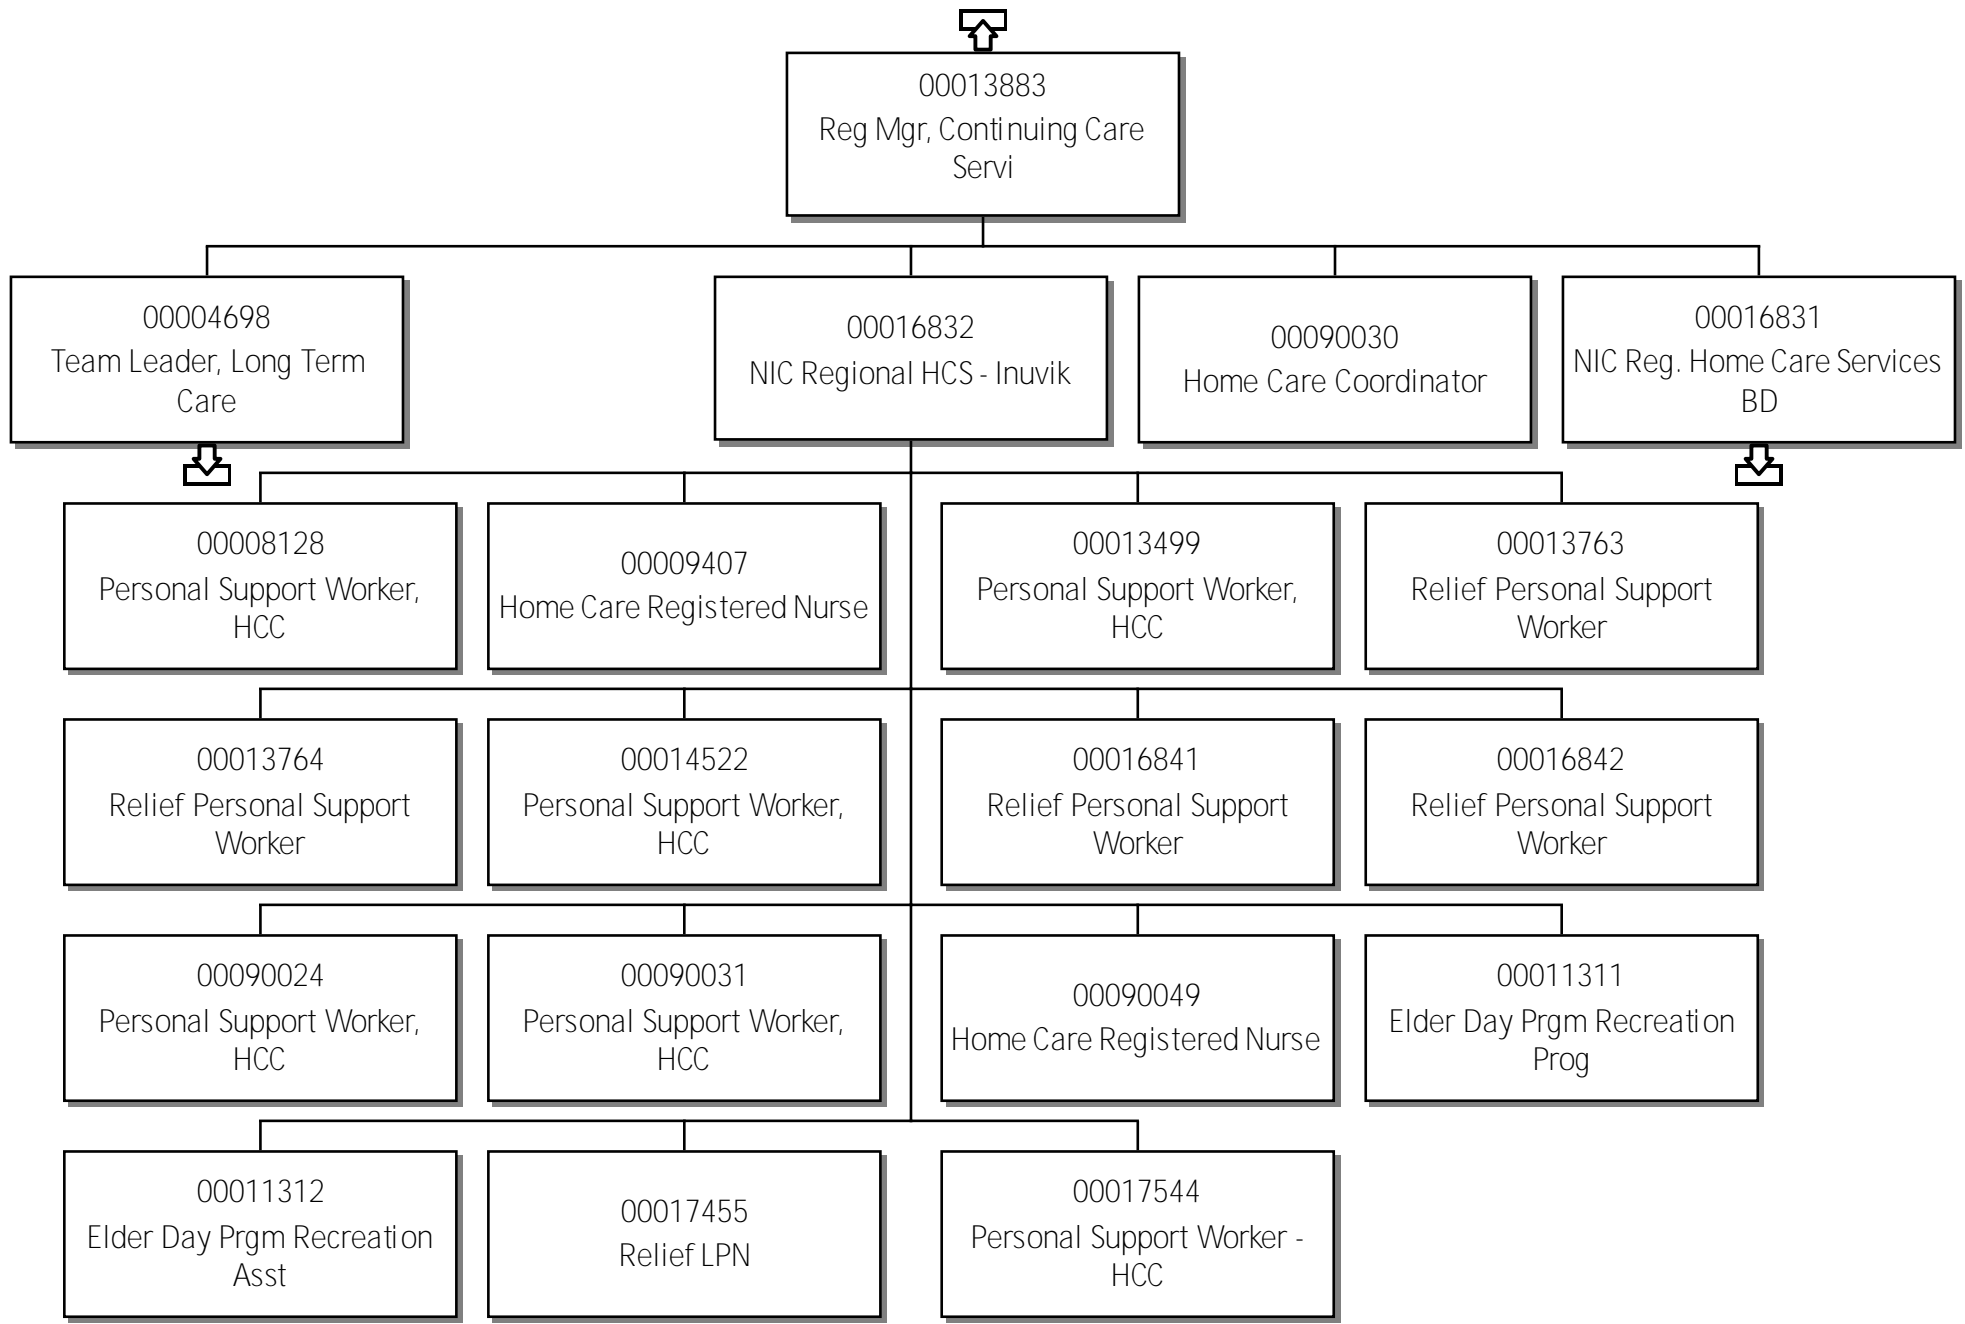 00013883
Reg Mgr, Continuing Care
Servi
00004698
Team Leader, Long Term
Care
00016832
NIC Regional HCS - Inuvik
00090030
Home Care Coordinator
00016831
NIC Reg. Home Care Services
BD
00008128
Personal Support Worker,
HCC
00009407
Home Care Registered Nurse
00013499
Personal Support Worker,
HCC
00013763
Relief Personal Support
Worker
00013764
Relief Personal Support
Worker
00014522
Personal Support Worker,
HCC
00016841
Relief Personal Support
Worker
00016842
Relief Personal Support
Worker
00090024
Personal Support Worker,
HCC
00090031
Personal Support Worker,
HCC
00090049
Home Care Registered Nurse
00011311
Elder Day Prgm Recreation
Prog
00011312
Elder Day Prgm Recreation
Asst
00017455
Relief LPN
00017544
Personal Support Worker -
HCC